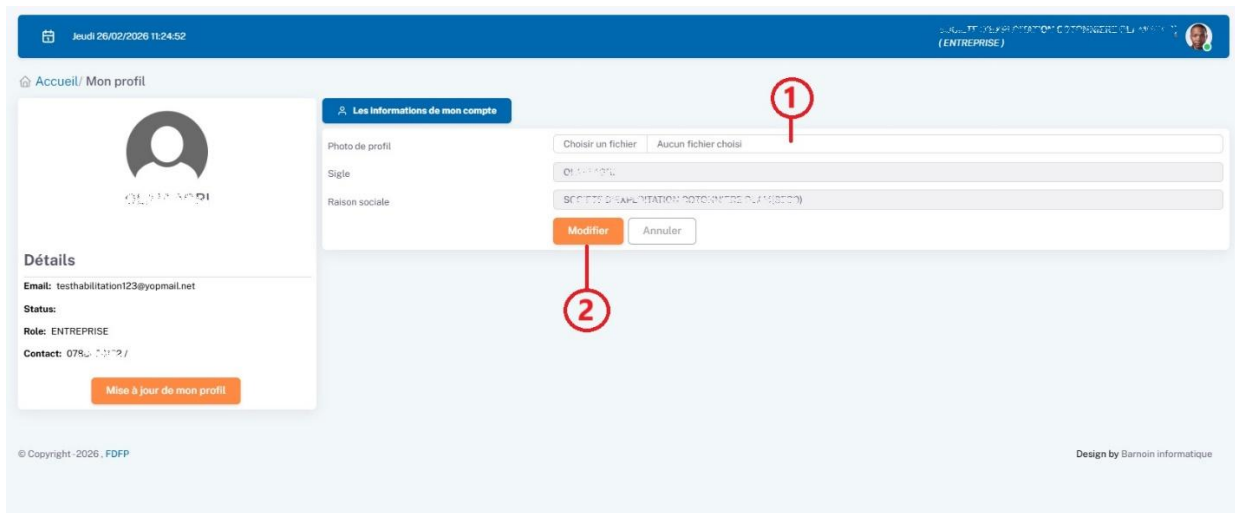 Jeudi 26/02/2026 11:24:52
(ENTREPRISE)
Accueil/ Mon profil
Les informations de mon compte
1
Photo de profil
Choisir un fichier Aucun fichier choisi
Sigle
Raison sociale
Modifier Annuler
2
Détails
Email: testhabilitation123@yopmail.net
Status:
Role: ENTREPRISE
Contact:
Mise à jour de mon profil
© Copyright-2026 , FDFP
Design by Barnoin informatique